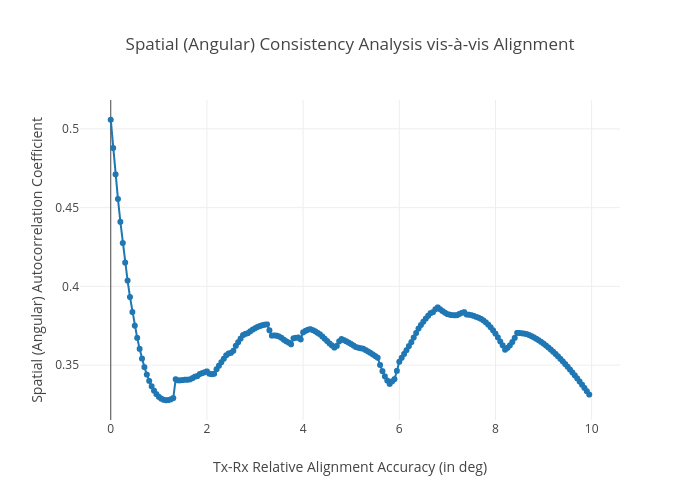 Spatial (Angular) Consistency Analysis vis-à-vis Alignment
Spatial (Angular) Autocorrelation Coefficient
0.5
0.45
0.4
0.35
0 2 4 6 8 10
Tx-Rx Relative Alignment Accuracy (in deg)